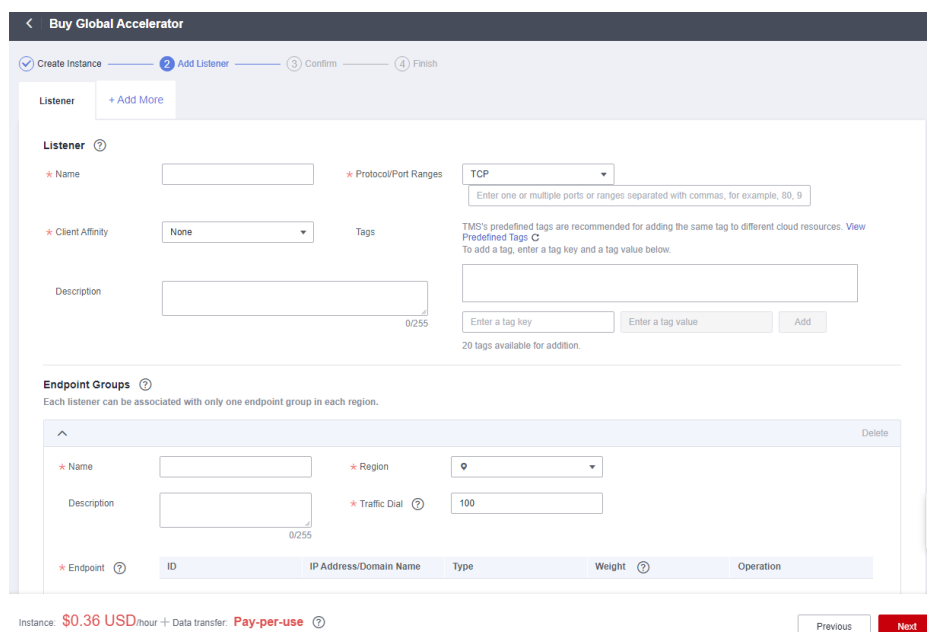 Buy Global Accelerator
Create Instance 2 Add Listener 3 Confirm 4 Finish
Listener + Add More
Listener ?
* Name * Protocol/Port Ranges TCP
Enter one or multiple ports or ranges separated with commas, for example, 80, 9
* Client Affinity None Tags TMS's predefined tags are recommended for adding the same tag to different cloud resources. View
Predefined Tags
To add a tag, enter a tag key and a tag value below.
Description
0/255
Enter a tag key Enter a tag value Add
20 tags available for addition.
Endpoint Groups ?
Each listener can be associated with only one endpoint group in each region.
Delete
* Name * Region
Description * Traffic Dial ? 100
0/255
* Endpoint ? ID IP Address/Domain Name Type Weight ? Operation
Instance: $0.36 USD/hour + Data transfer: Pay-per-use ? Previous Next